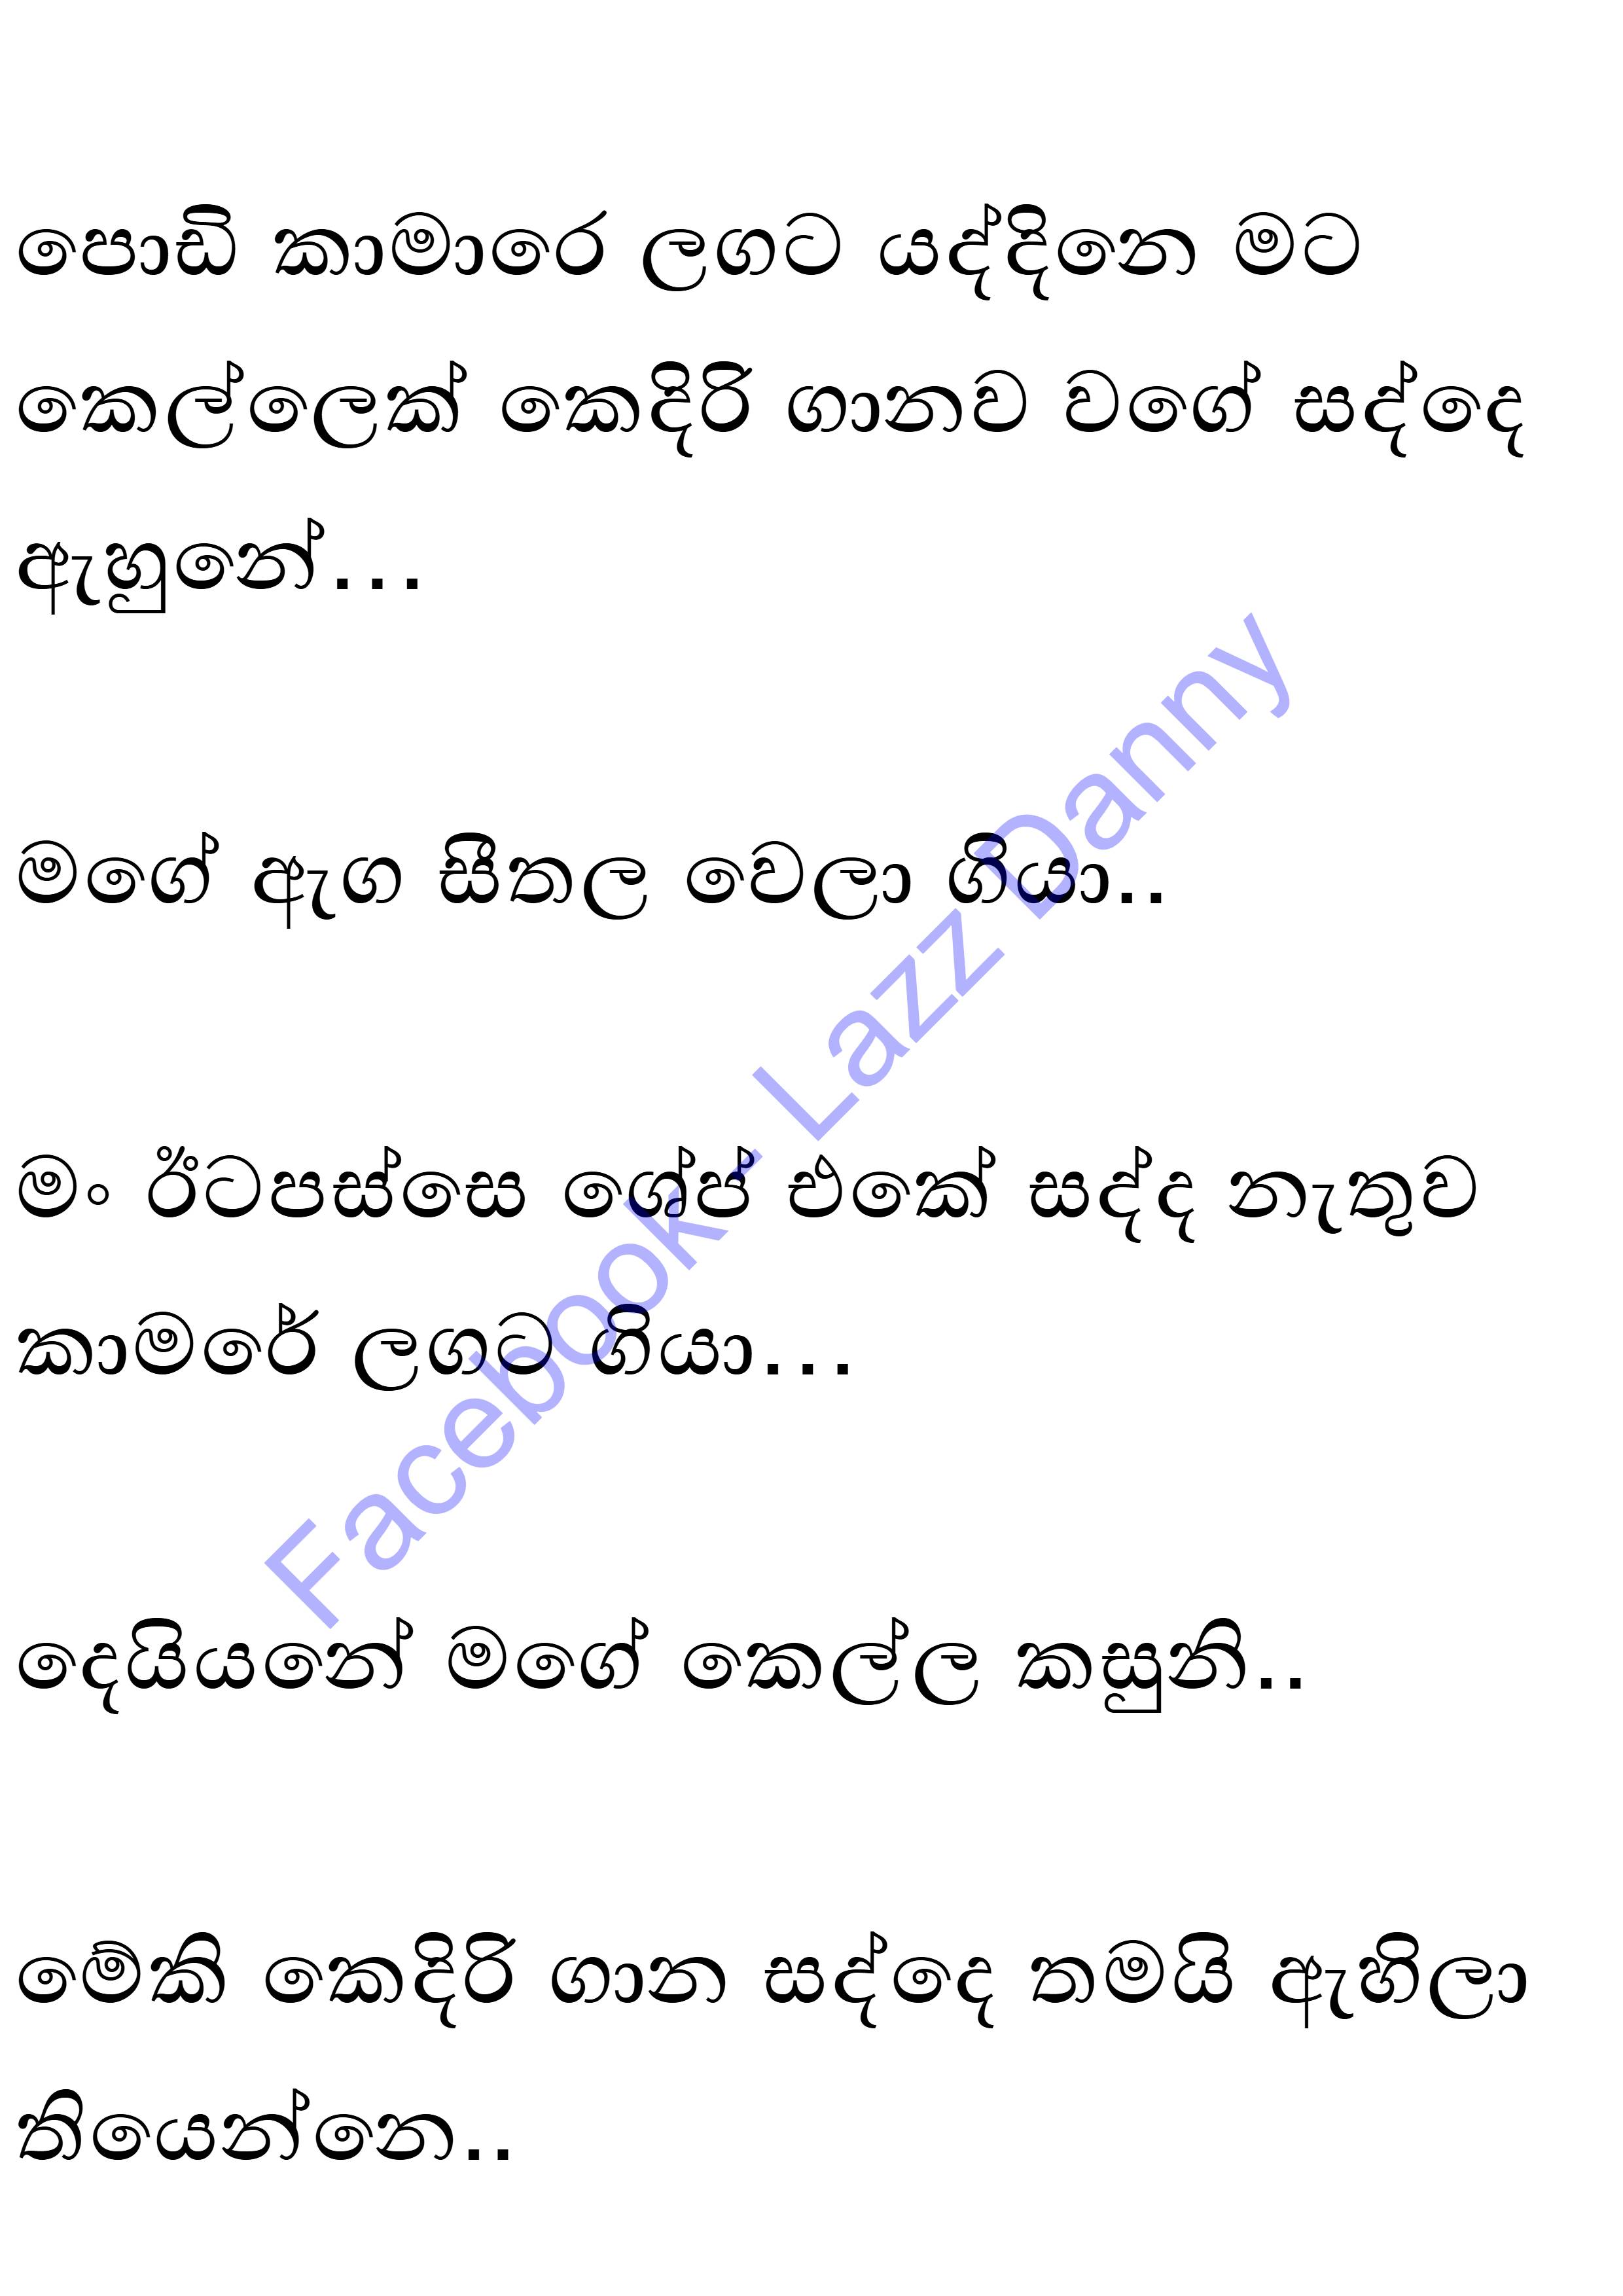 පොඩි කාමාරෙ ලගට යද්දිනෙ මට
කෙල්ලෙක් කෙදිරි ගානව වගේ සද්දෙ
ඇහුනේ...
මගේ ඇග සීතල වෙලා ගියා..
මං ඊටපස්සෙ ශේප් එකේ සද්ද නැතුව
කාමරේ ලගට ගියා...
දෙයියනේ මගේ කෙල්ල කසුනි..
මේකි කෙදිරි ගාන සද්දෙ තමයි ඇහිලා
තියෙන්නෙ..
Facebook - Lazz Danny